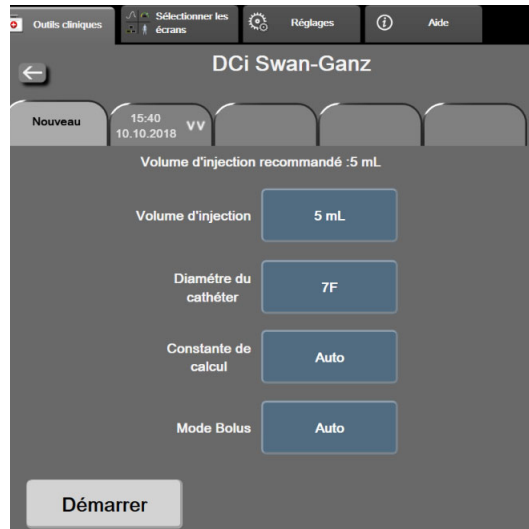 Outils cliniques
Sélectionner les
écrans
Réglages
Aide
DCi Swan-Ganz
Nouveau
15:40
10.10.2018
VV
Volume d'injection recommandé :5 mL
Volume d'injection
5 mL
Diamétre du
cathéter
7F
Constante de
calcul
Auto
Mode Bolus
Auto
Démarrer